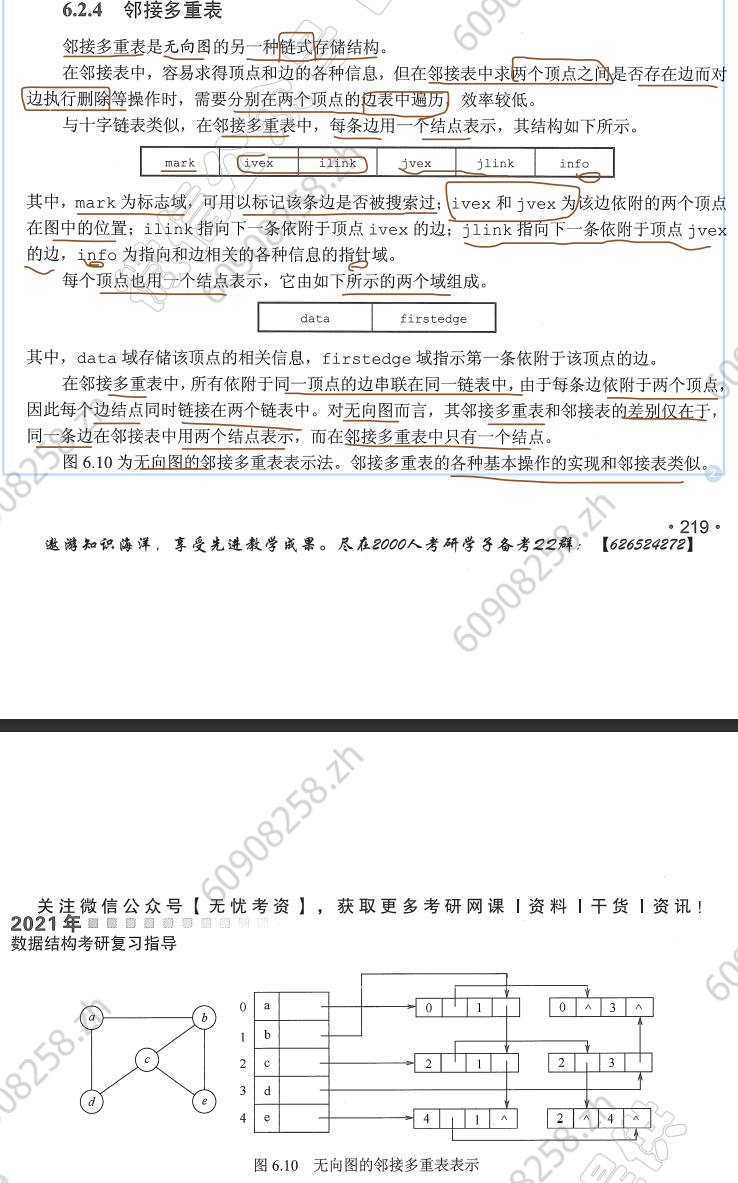 6.2.4 邻接多重表
邻接多重表是无向图的另一种链式存储结构。
在邻接表中，容易求得顶点和边的各种信息，但在邻接表中求两个顶点之间是否存在边而对
边执行删除等操作时，需要分别在两个顶点的边表中遍历，效率较低。
与十字链表类似，在邻接多重表中，每条边用一个结点表示，其结构如下所示。
mark ivex ilink jvex jlink info
其中，mark 为标志域，可用以标记该条边是否被搜索过；ivex 和 jvex 为该边依附的两个顶点
在图中的位置；ilink 指向下一条依附于顶点 ivex 的边；jlink 指向下一条依附于顶点 jvex
的边，info 为指向和边相关的各种信息的指针域。
每个顶点也用一个结点表示，它由如下所示的两个域组成。
data firstedge
其中，data 域存储该顶点的相关信息，firstedge 域指示第一条依附于该顶点的边。
在邻接多重表中，所有依附于同一顶点的边串联在同一链表中，由于每条边依附于两个顶点，
因此每个边结点同时链接在两个链表中。对无向图而言，其邻接多重表和邻接表的差别仅在于，
同一条边在邻接表中用两个结点表示，而在邻接多重表中只有一个结点。
图 6.10 为无向图的邻接多重表表示法。邻接多重表的各种基本操作的实现和邻接表类似。
·219·
遨游知识海洋，享受先进教学成果。尽在2000人考研学子备考22群：【626524272】
60908258.zh
关注微信公众号【无忧考资】，获取更多考研网课丨资料丨干货丨资讯！
2021年
数据结构考研复习指导
a b c d e
0 a 0 1 0 ^ 3 ^
1 b
2 c 2 1 2 3
3 d
4 e 4 1 ^ 2 ^ 4 ^
图 6.10 无向图的邻接多重表表示